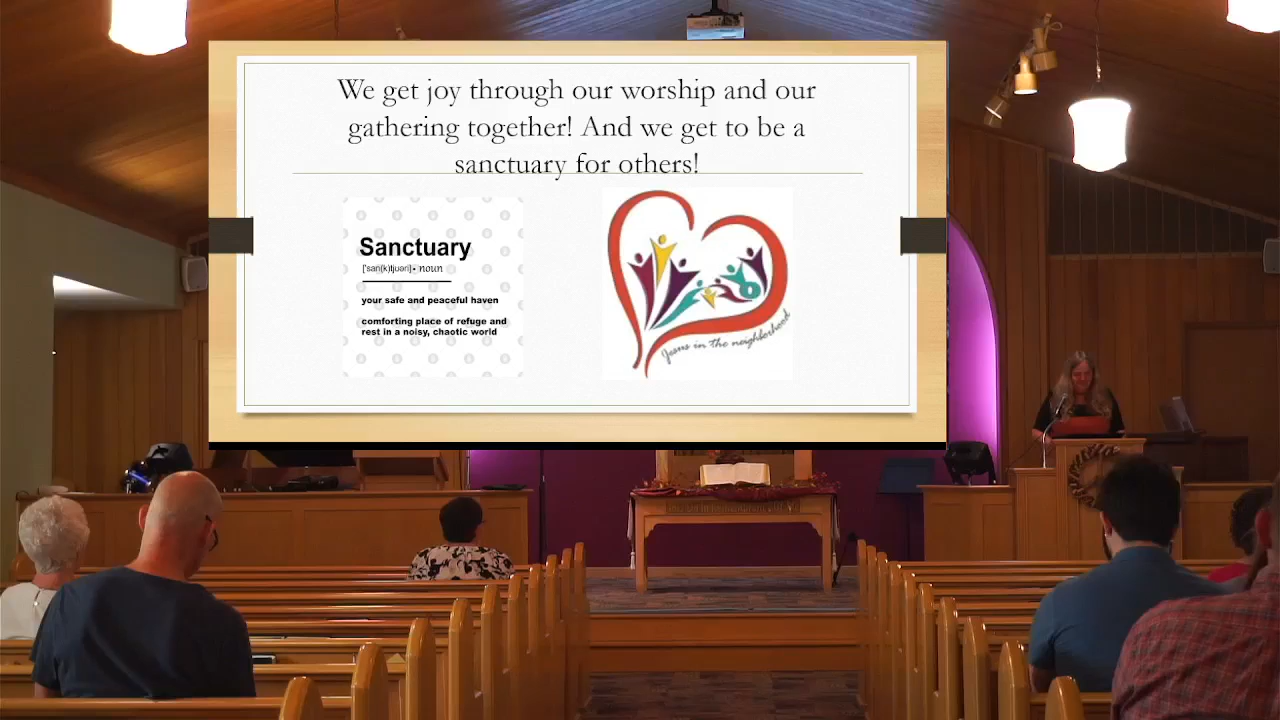 We get joy through our worship and our
gathering together! And we get to be a
sanctuary for others!
Sanctuary
noun
your safe and peaceful haven
comforting place of refuge and
rest in a noisy, chaotic world
Jesus in the neighborhood